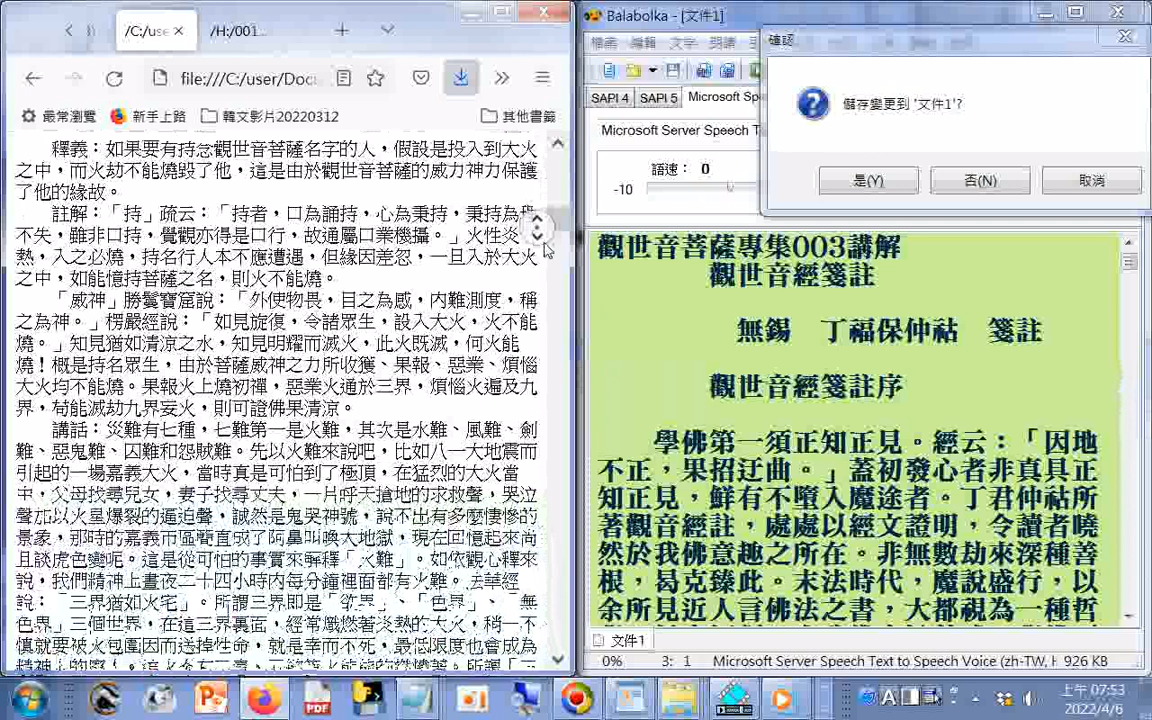 /C:/use
/H:/001
file:///C:/user/Docu
最常瀏覽
新手上路
韓文影片20220312
其他書籤
釋義：如果要有持念觀世音菩薩名字的人，假設是投入到大火
之中，而火劫不能燒毀了他，這是由於觀世音菩薩的威力神力保護
了他的緣故。
註解：「持」疏云：「持者，口為誦持，心為秉持，秉持為
不失，雖非口持，覺觀亦得是口行，故通屬口業機攝。」火性炎
熱，入之必燒，持名行人本不應遭遇，但緣因差忽，一旦入於大火
之中，如能憶持菩薩之名，則火不能燒。
「威神」勝鬘寶窟說：「外使物畏，目之為威，內難測度，稱
之為神。」楞嚴經說：「如見旋復，令諸眾生，設入大火，火不能
燒。」知見猶如清涼之水，知見明耀而滅火，此火既滅，何火能
燒！概是持名眾生，由於菩薩威神之力所收獲、果報、惡業、煩惱
大火均不能燒。果報火上燒初禪，惡業火通於三界，煩惱火遍及九
界，苟能滅劫九界妄火，則可證佛果清涼。
講話：災難有七種，七難第一是火難，其次是水難、風難、劍
難、惡鬼難、囚難和怨賊難。先以火難來說吧，比如八一大地震而
引起的一場嘉義大火，當時真是可怕到了極頂，在猛烈的大火當
中，父母找尋兒女，妻子找尋丈夫，一片呼天搶地的求救聲，哭泣
聲加以火星爆裂的逼迫聲，誠然是鬼哭神號，說不出有多麼悽慘的
景象，那時的嘉義市區簡直成了阿鼻叫喚大地獄，現在回憶起來尚
且談虎色變呢。這是從可怕的事實來解釋「火難」。如依觀心釋來
說，我們精神上晝夜二十四小時內每分鐘裡面都有火難。法華經
說：「三界猶如火宅」。所謂三界即是「欲界」、「色界」、「無
色界」三個世界，在這三界裏面，經常燃燃著炎熱的大火，稍一不
慎就要被火包圍因而送掉性命，就是幸而不死，最低限度也會成為
Balabolka - [文件1]
檔案 編輯 文字 朗讀
SAPI 4 SAPI 5 Microsoft Sp
Microsoft Server Speech T
語速： 0
-10
確認
儲存變更到 '文件1'?
是(Y) 否(N) 取消
觀世音菩薩專集003講解
觀世音經箋註
無錫 丁福保仲祜 箋註
觀世音經箋註序
學佛第一須正知正見。經云：「因地
不正，果招迂曲。」蓋初發心者非真具正
知正見，鮮有不墮入魔途者。丁君仲祜所
著觀音經註，處處以經文證明，令讀者曉
然於我佛意趣之所在。非無數劫來深種善
根，曷克臻此。末法時代，魔說盛行，以
余所見近人言佛法之書，大都視為一種哲
文件1
0% 3: 1 Microsoft Server Speech Text to Speech Voice (zh-TW, H 926 KB
PDF
A
上午 07:53
2022/4/6